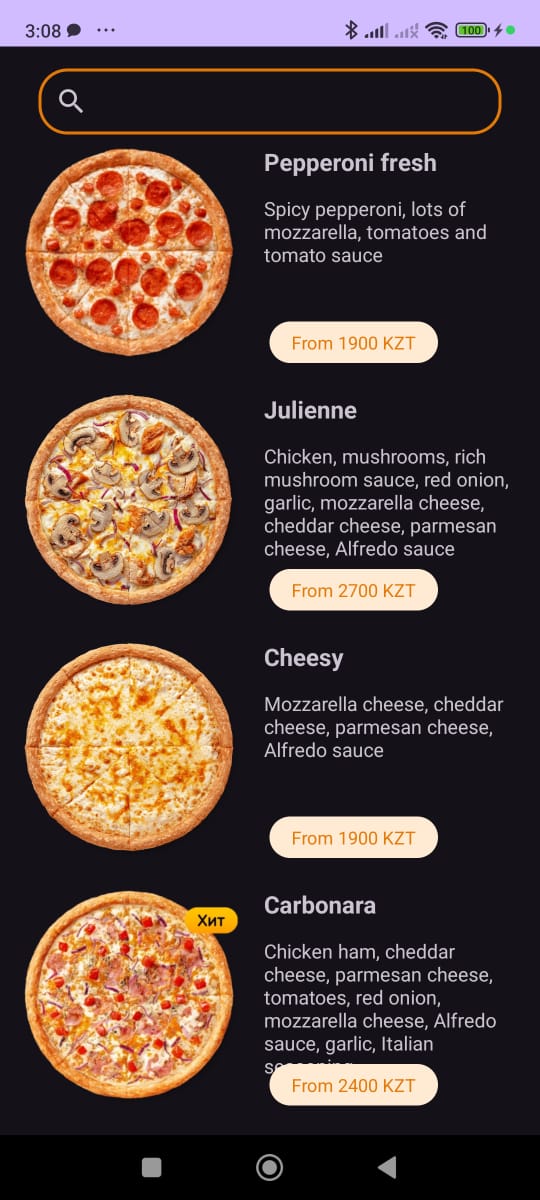 3:08
100
Pepperoni fresh
Spicy pepperoni, lots of
mozzarella, tomatoes and
tomato sauce
From 1900 KZT
Julienne
Chicken, mushrooms, rich
mushroom sauce, red onion,
garlic, mozzarella cheese,
cheddar cheese, parmesan
cheese, Alfredo sauce
From 2700 KZT
Cheesy
Mozzarella cheese, cheddar
cheese, parmesan cheese,
Alfredo sauce
From 1900 KZT
Хит
Carbonara
Chicken ham, cheddar
cheese, parmesan cheese,
tomatoes, red onion,
mozzarella cheese, Alfredo
sauce, garlic, Italian
From 2400 KZT